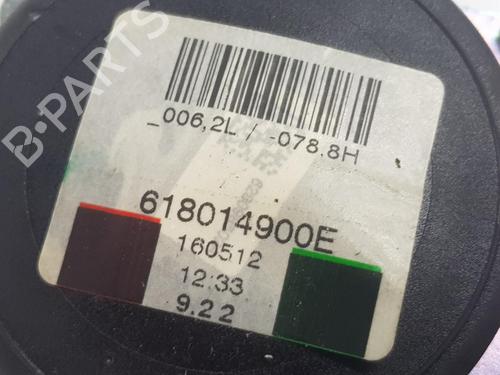 B-PARTS
_006,2L / -078.8H
618014900E
160512
12:33
9.22